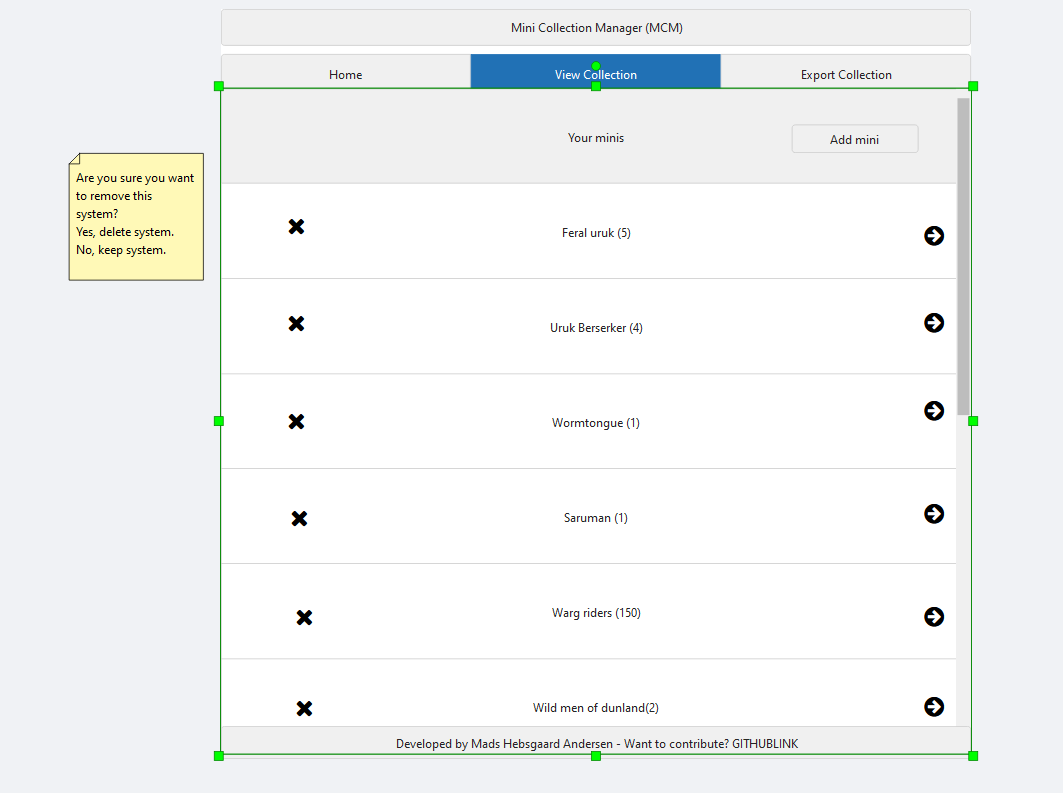 Mini Collection Manager (MCM)
Home
View Collection
Export Collection
Your minis
Add mini
Are you sure you want
to remove this
system?
Yes, delete system.
No, keep system.
Feral uruk (5)
Uruk Berserker (4)
Wormtongue (1)
Saruman (1)
Warg riders (150)
Wild men of dunland(2)
Developed by Mads Hebsgaard Andersen - Want to contribute? GITHUBLINK